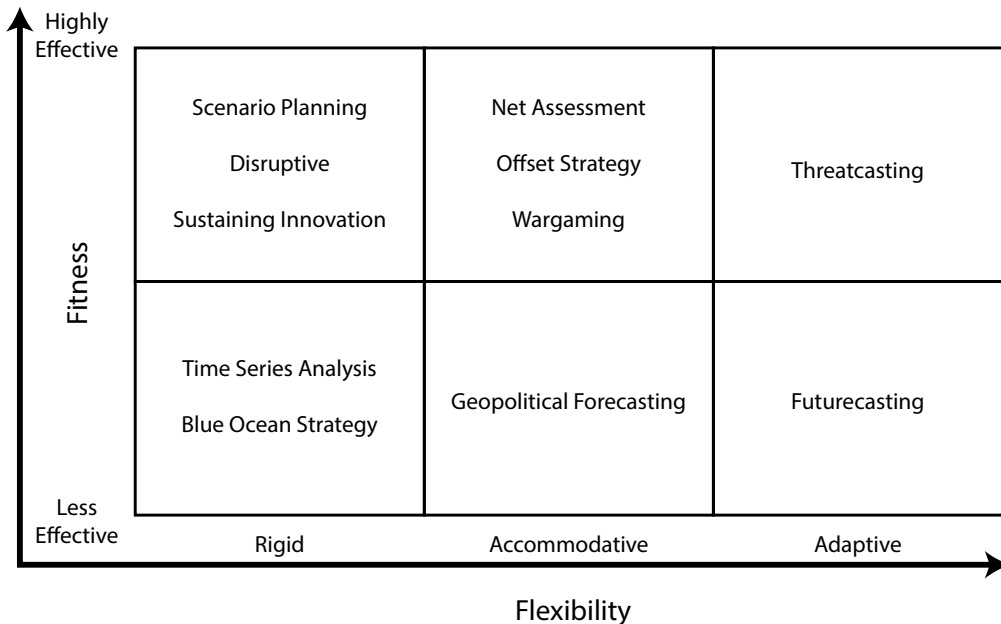 Highly
Effective
Scenario Planning
Disruptive
Sustaining Innovation
Net Assessment
Offset Strategy
Wargaming
Threatcasting
Fitness
Time Series Analysis
Blue Ocean Strategy
Geopolitical Forecasting
Futurecasting
Less
Effective
Rigid
Accommodative
Adaptive
Flexibility